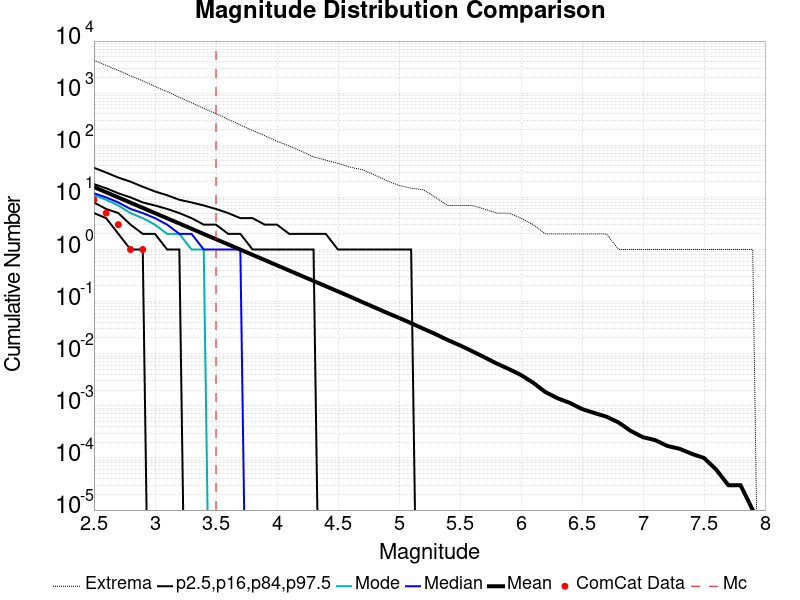 Magnitude Distribution Comparison
10 4
10 3
10 2
10 1
10 0
10 -1
10 -2
10 -3
10 -4
10 -5
Cumulative Number
2.5 3 3.5 4 4.5 5 5.5 6 6.5 7 7.5 8
Magnitude
Extrema p2.5,p16,p84,p97.5 Mode Median Mean ComCat Data Mc